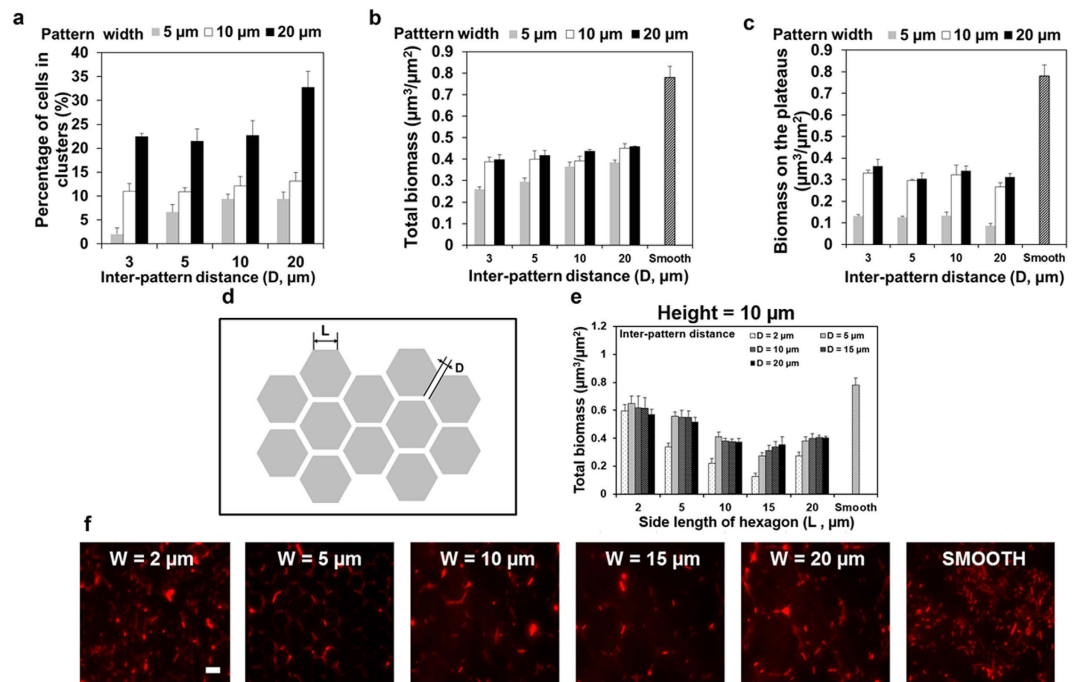 a
Pattern width 5 µm 10 µm 20 µm
Percentage of cells in
clusters (%)
40
35
30
25
20
15
10
5
0
3 5 10 20
Inter-pattern distance (D, µm)
b
Pattern width 5 µm 10 µm 20 µm
Total biomass (µm³/µm²)
0.9
0.8
0.7
0.6
0.5
0.4
0.3
0.2
0.1
0
3 5 10 20 Smooth
Inter-pattern distance (D, µm)
c
Pattern width 5 µm 10 µm 20 µm
Biomass on the plateaus
(µm³/µm²)
0.9
0.8
0.7
0.6
0.5
0.4
0.3
0.2
0.1
0
3 5 10 20 Smooth
Inter-pattern distance (D, µm)
d
L
D
e
Height = 10 µm
Inter-pattern distance
D = 2 µm D = 5 µm
D = 10 µm D = 15 µm
D = 20 µm
Total biomass (µm³/µm²)
1.2
1
0.8
0.6
0.4
0.2
0
2 5 10 15 20 Smooth
Side length of hexagon (L , µm)
f
W = 2 µm W = 5 µm W = 10 µm W = 15 µm W = 20 µm SMOOTH